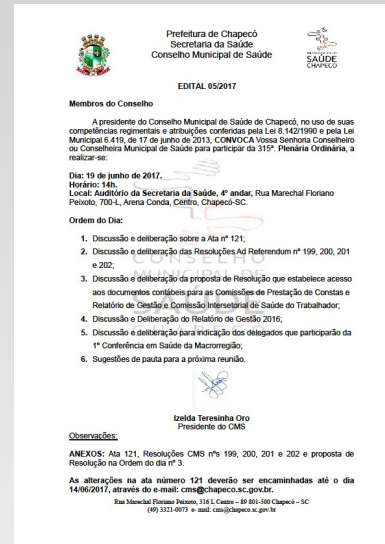 Prefeitura de Chapecó
Secretaria da Saúde
Conselho Municipal de Saúde
SAÚDE
CHAPECÓ
EDITAL 05/2017
Membros do Conselho
A presidente do Conselho Municipal de Saúde de Chapecó, no uso de suas
competências regimentais e atribuições conferidas pela Lei 8.142/1990 e pela Lei
Municipal 6.419, de 17 de junho de 2013, CONVOCA Vossa Senhoria Conselheiro
ou Conselheira Municipal de Saúde para participar da 315ª. Plenária Ordinária, a
realizar-se:
Dia: 19 de junho de 2017.
Horário: 14h.
Local: Auditório da Secretaria da Saúde, 4º andar, Rua Marechal Floriano
Peixoto, 700-L, Arena Conda, Centro, Chapecó-SC.
Ordem do Dia:
1. Discussão e deliberação sobre a Ata nº 121;
2. Discussão e deliberação das Resoluções Ad Referendum nº 199, 200, 201
e 202;
3. Discussão e deliberação da proposta de Resolução que estabelece acesso
aos documentos contábeis para as Comissões de Prestação de Constas e
Relatório de Gestão e Comissão Intersetorial de Saúde do Trabalhador;
4. Discussão e Deliberação do Relatório de Gestão 2016;
5. Discussão e deliberação para indicação dos delegados que participarão da
1ª Conferência em Saúde da Macrorregião;
6. Sugestões de pauta para a próxima reunião.
CONSELHO
MUNICIPAL DE
SAÚDE
CHAPECÓ
Izelda Teresinha Oro
Presidente do CMS
Observações:
ANEXOS: Ata 121, Resoluções CMS nºs 199, 200, 201 e 202 e proposta de
Resolução na Ordem do dia nº 3.
As alterações na ata número 121 deverão ser encaminhadas até o dia
14/06/2017, através do e-mail: cms@chapeco.sc.gov.br.
Rua Marechal Floriano Peixoto, 316 L Centro – 89 801-500 Chapecó – SC
(49) 3321-0073 e- mail: cms@chapeco.sc.gov.br